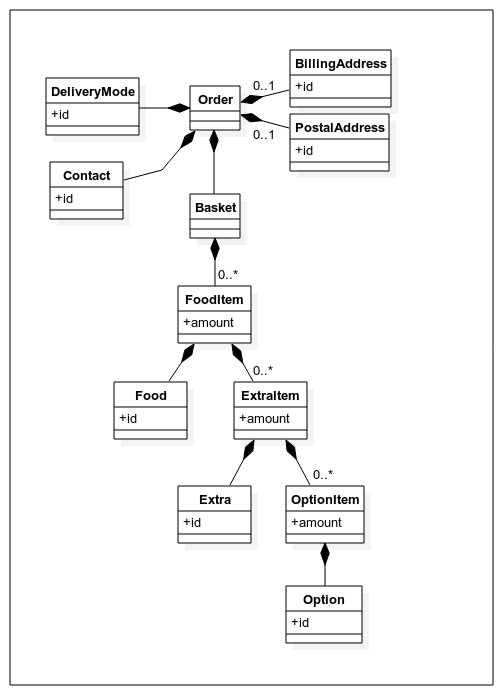 BillingAddress
+id
0..1
DeliveryMode
+id
Order
PostalAddress
+id
0..1
Contact
+id
Basket
0..*
FoodItem
+amount
0..*
Food
+id
ExtraItem
+amount
0..*
Extra
+id
OptionItem
+amount
Option
+id